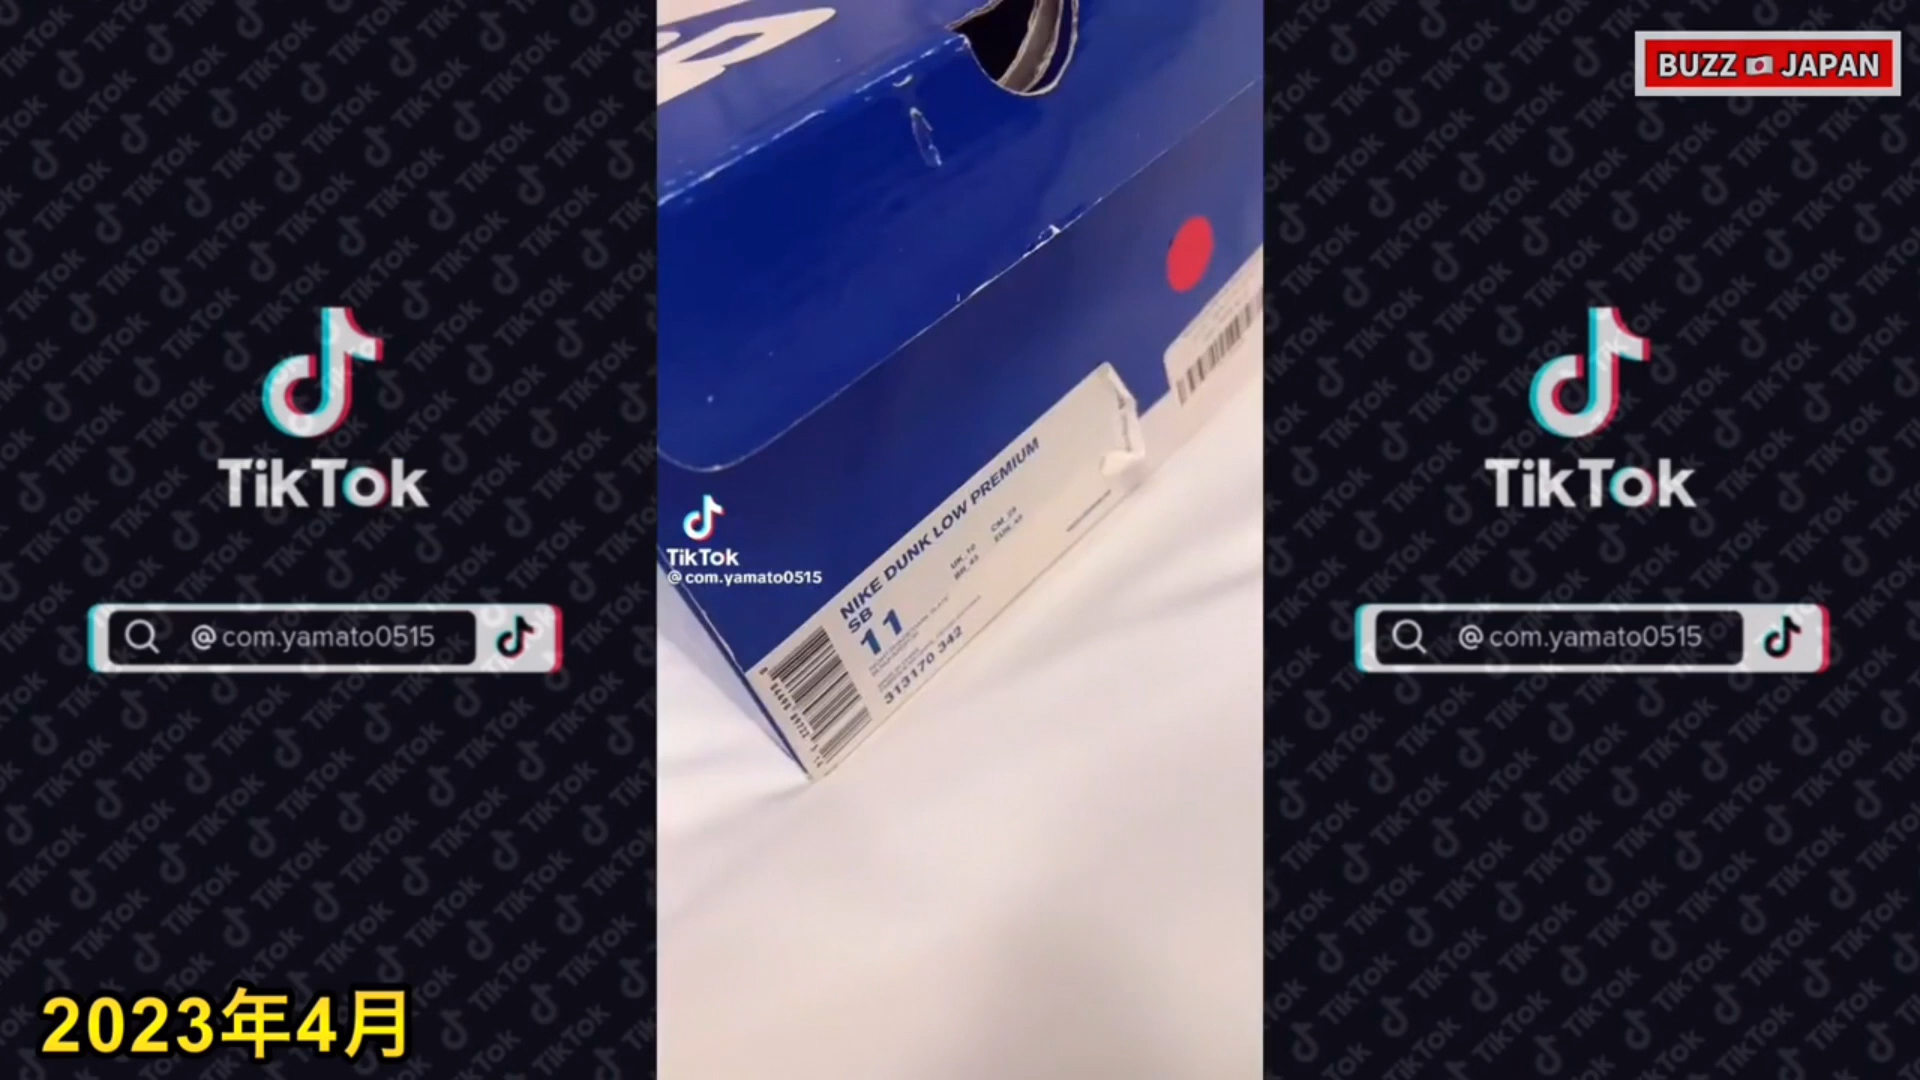 BUZZ JAPAN
TikTok
@com.yamato0515
TikTok
@com.yamato0515
NIKE DUNK LOW PREMIUM
SB
11
313170 342
TikTok
@com.yamato0515
2023年4月